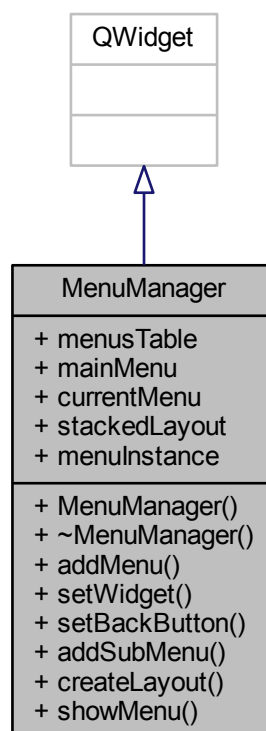 QWidget
MenuManager
+ menusTable
+ mainMenu
+ currentMenu
+ stackedLayout
+ menuInstance
+ MenuManager()
+ ~MenuManager()
+ addMenu()
+ setWidget()
+ setBackButton()
+ addSubMenu()
+ createLayout()
+ showMenu()